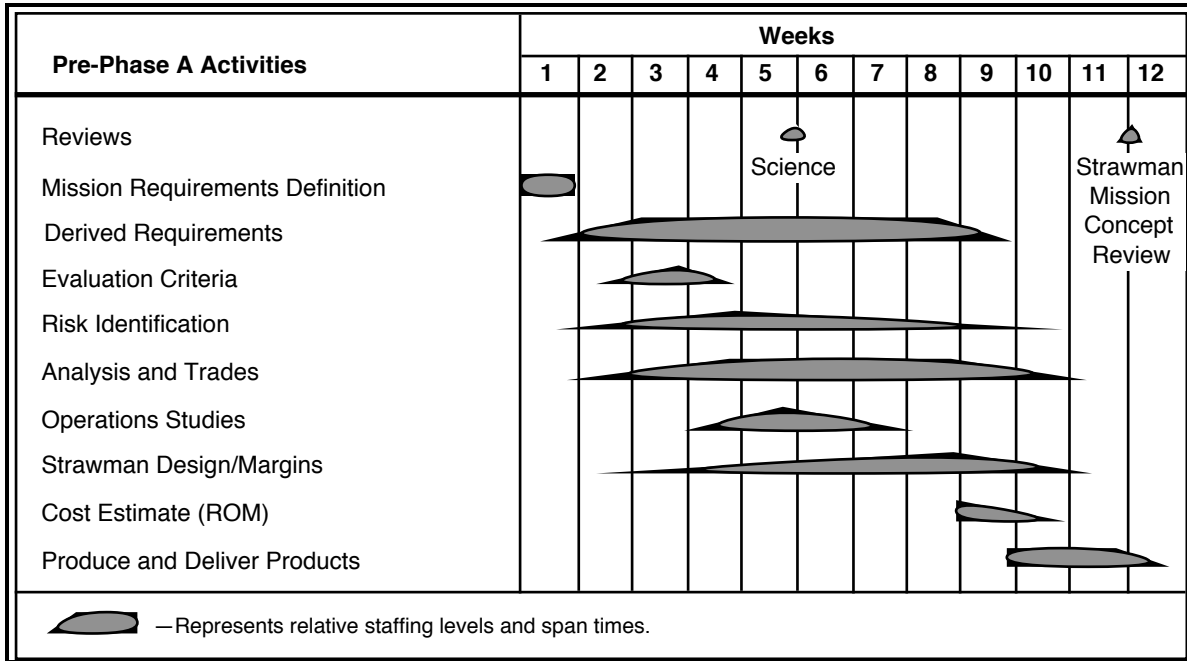 Pre-Phase A Activities
Weeks
1 2 3 4 5 6 7 8 9 10 11 12
Reviews
Science
Strawman
Mission
Concept
Review
Mission Requirements Definition
Derived Requirements
Evaluation Criteria
Risk Identification
Analysis and Trades
Operations Studies
Strawman Design/Margins
Cost Estimate (ROM)
Produce and Deliver Products
—Represents relative staffing levels and span times.